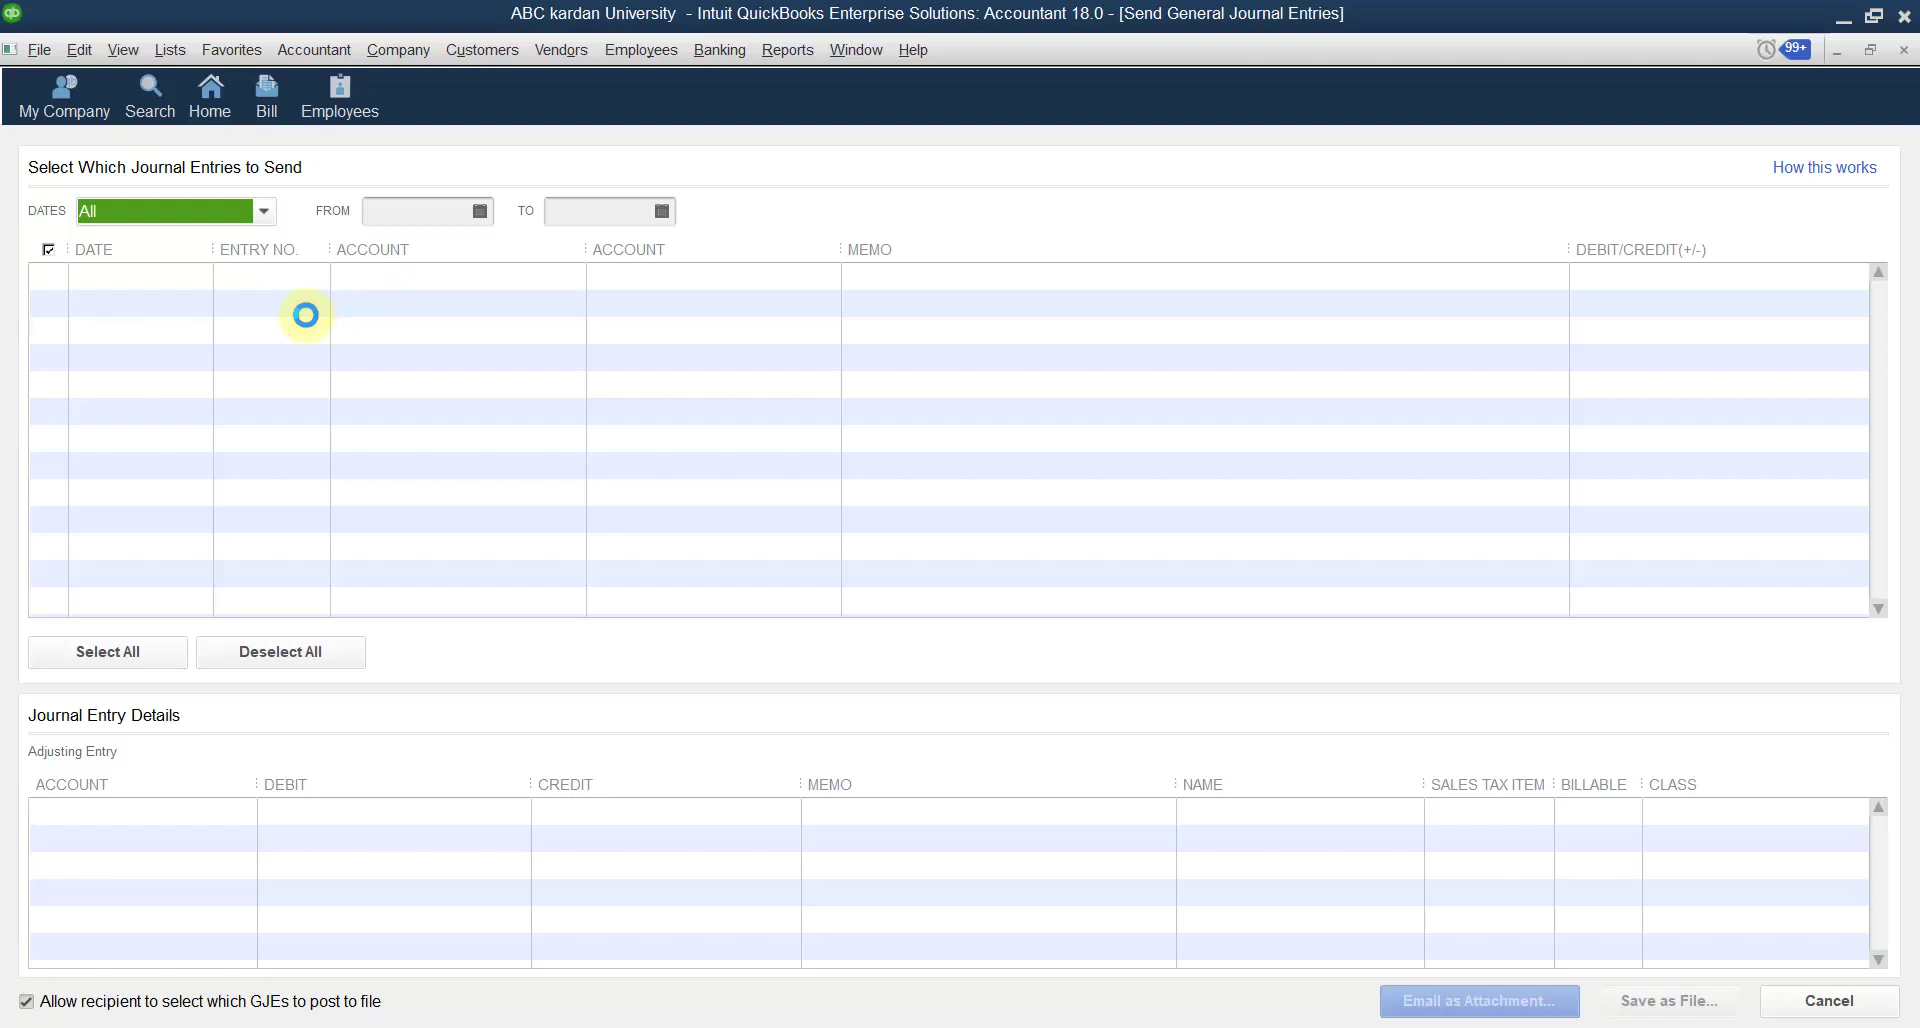 ABC kardan University - Intuit QuickBooks Enterprise Solutions: Accountant 18.0 - [Send General Journal Entries]
File Edit View Lists Favorites Accountant Company Customers Vendors Employees Banking Reports Window Help 99+
My Company Search Home Bill Employees
Select Which Journal Entries to Send How this works
DATES All FROM TO
DATE ENTRY NO. ACCOUNT ACCOUNT MEMO DEBIT/CREDIT(+/-)
Select All Deselect All
Journal Entry Details
Adjusting Entry
ACCOUNT DEBIT CREDIT MEMO NAME SALES TAX ITEM BILLABLE CLASS
Allow recipient to select which GJEs to post to file Email as Attachment... Save as File... Cancel